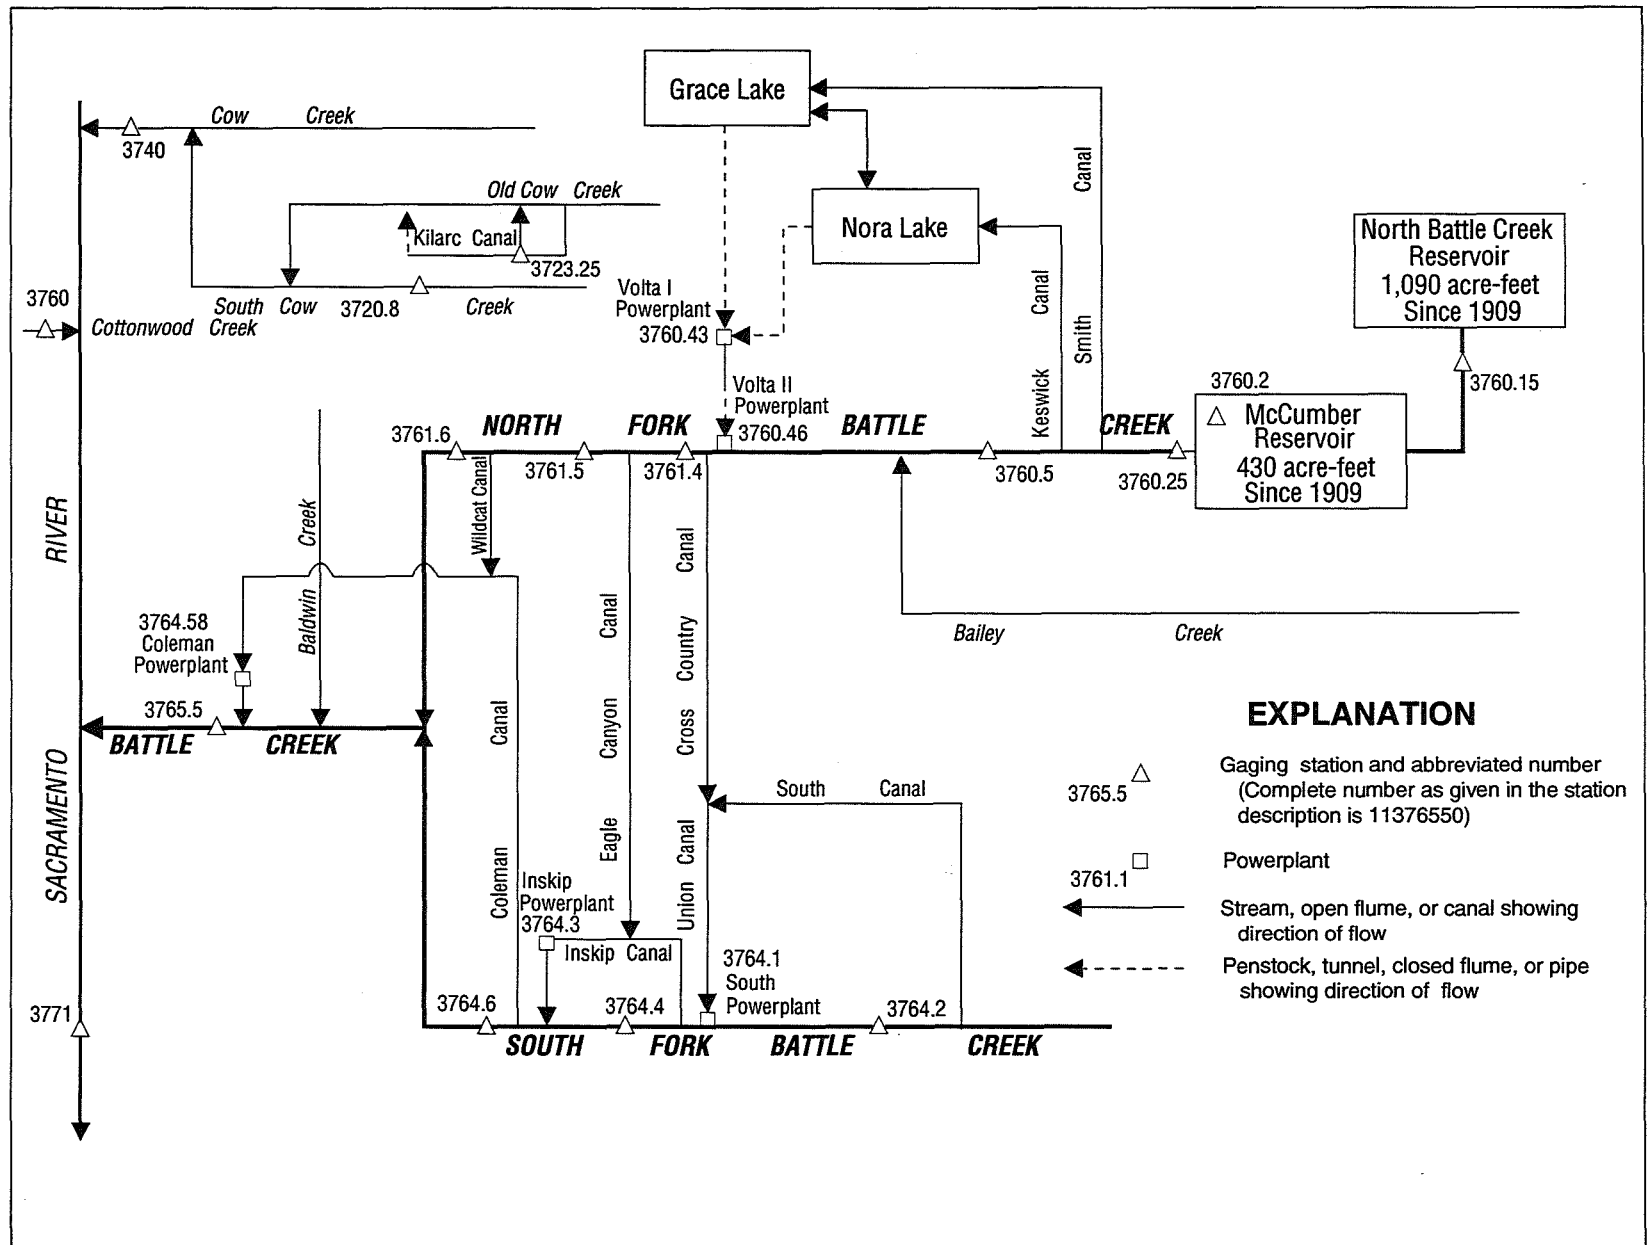 Grace Lake
Cow Creek
3740
Canal
Old Cow Creek
Kilarc Canal
3723.25
Nora Lake
North Battle Creek
Reservoir
1,090 acre-feet
Since 1909
3760
South Cow Creek
3720.8
Cottonwood Creek
Volta I
Powerplant
3760.43
Keswick Canal
Smith
3760.15
3760.2
McCumber
Reservoir
430 acre-feet
Since 1909
Volta II
Powerplant
3760.46
NORTH FORK BATTLE CREEK
3761.6
3761.5
3761.4
3760.5
3760.25
Wildcat Canal
Baldwin Creek
SACRAMENTO RIVER
3764.58
Coleman
Powerplant
Bailey Creek
3765.5
BATTLE CREEK
Coleman Canal
Eagle Canyon Canal
Cross Country Canal
South Canal
Union Canal
Inskip
Powerplant
3764.3
Inskip Canal
3764.1
South
Powerplant
3764.6
3764.4
3764.2
SOUTH FORK BATTLE CREEK
3771
EXPLANATION
3765.5
Gaging station and abbreviated number
(Complete number as given in the station
description is 11376550)
3761.1
Powerplant
Stream, open flume, or canal showing
direction of flow
Penstock, tunnel, closed flume, or pipe
showing direction of flow